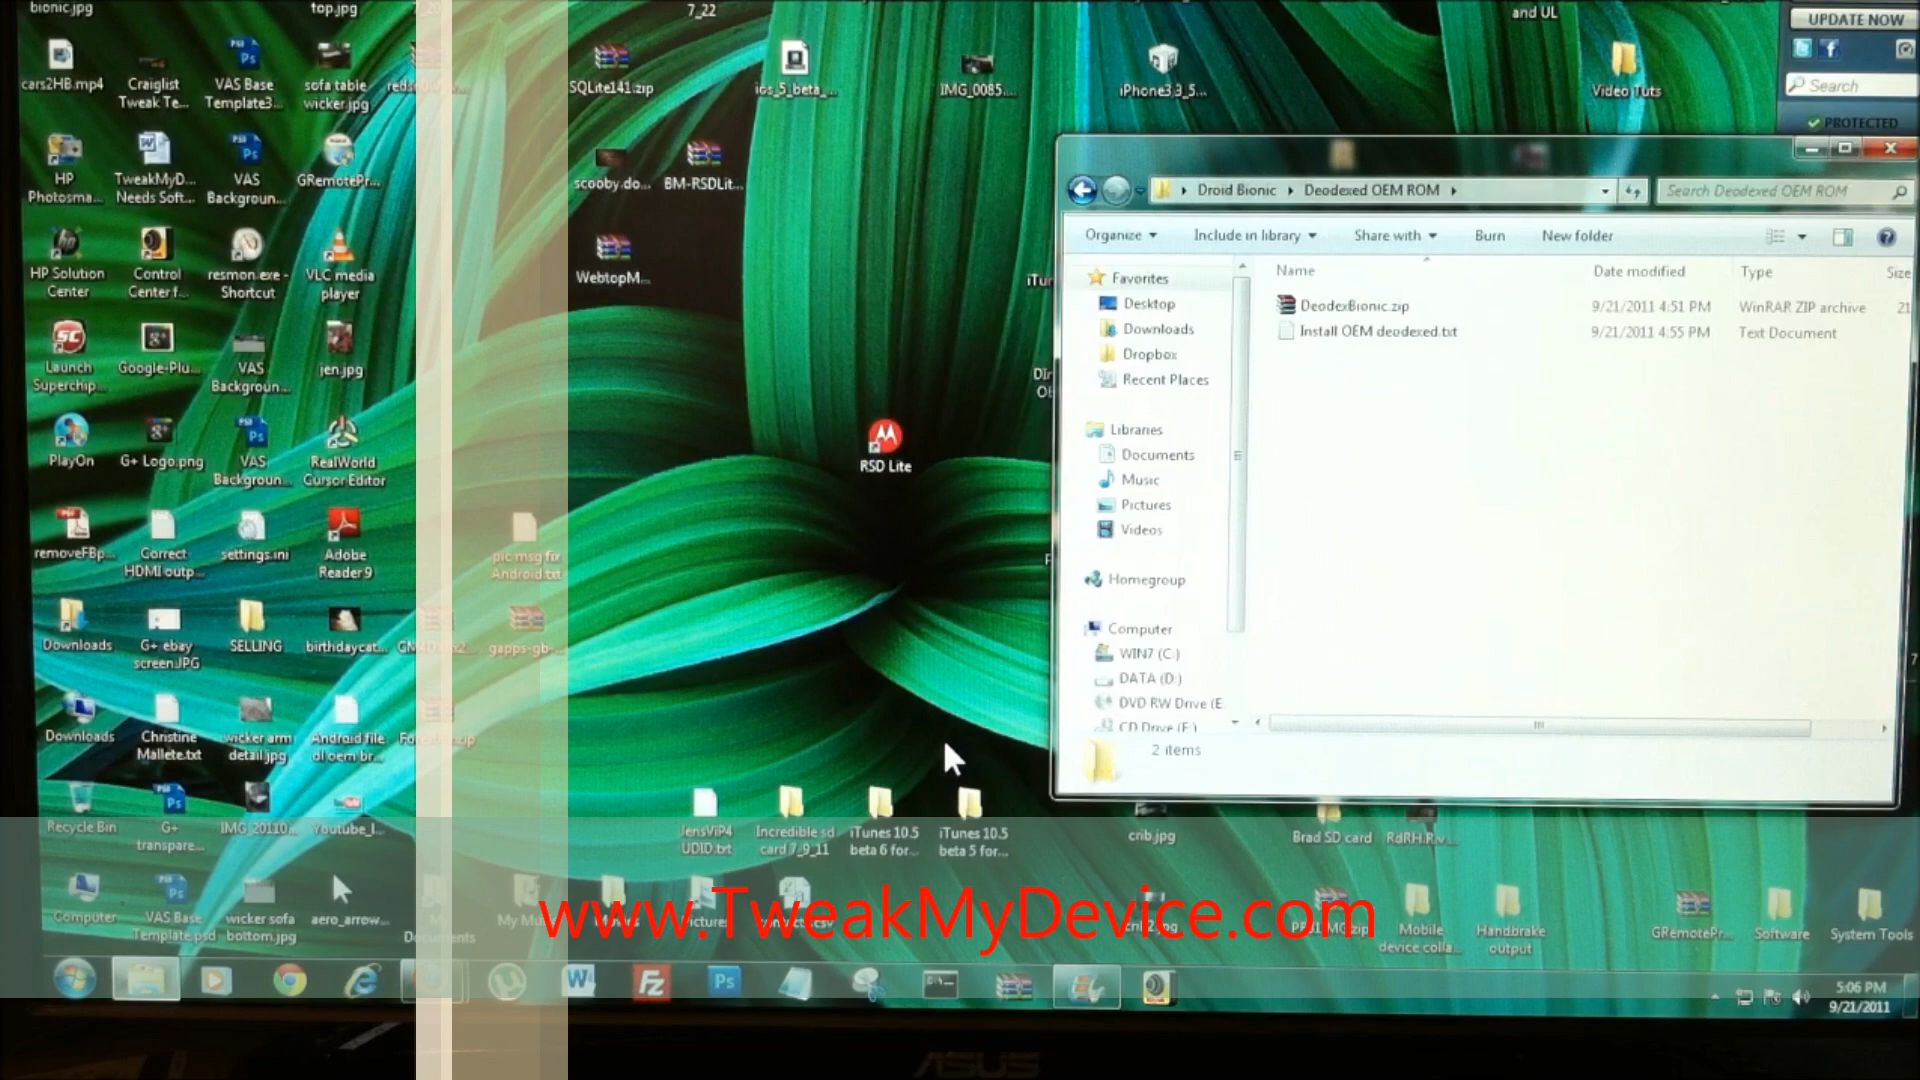 bionic.jpg
top.jpg
7_22
and UL
UPDATE NOW
cars2HB.mp4
Craiglist
Tweak Te...
VAS Base
Template3...
sofa table
wicker.jpg
SQLite141.zip
ios_5_beta_...
IMG_0085....
iPhone3,3_5...
Video Tuts
Search
PROTECTED
HP
Photosma...
TweakMyD...
Needs Soft...
VAS
Backgroun...
GRemotePr...
scooby.do...
BM-RSDLit...
Droid Bionic
Deodexed OEM ROM
Search Deodexed OEM ROM
Organize
Include in library
Share with
Burn
New folder
HP Solution
Center
Control
Center f...
resmon.exe -
Shortcut
VLC media
player
WebtopM...
iTun
Name
Date modified
Type
Size
Favorites
Desktop
Downloads
Dropbox
Recent Places
DeodexBionic.zip
9/21/2011 4:51 PM
WinRAR ZIP archive
21
Install OEM deodexed.txt
9/21/2011 4:55 PM
Text Document
Launch
Superchip...
Google-Plu...
VAS
Backgroun...
jen.jpg
Libraries
Documents
Music
Pictures
Videos
PlayOn
G+ Logo.png
VAS
Backgroun...
RealWorld
Cursor Editor
RSD Lite
removeFBp...
Correct
HDMI outp...
settings.ini
Adobe
Reader 9
pic msg fix
Android.txt
Homegroup
Computer
WIN7 (C:)
DATA (D:)
DVD RW Drive (E
CD Drive (F:)
2 items
Downloads
G+ ebay
screen.JPG
SELLING
birthdaycat...
gapps-gb-...
Downloads
Christine
Mallete.txt
wicker arm
detail.jpg
Android file
dl oem br...
Recycle Bin
G+
transpare...
IMG_20110...
Youtube_l...
JensViP4
UDID.txt
Incredible sd
card 7_9_11
iTunes 10.5
beta 6 for...
iTunes 10.5
beta 5 for...
crib.jpg
Brad SD card
RdRH.R.v...
Computer
VAS Base
Template.psd
wicker sofa
bottom.jpg
aero_arrow...
My
Documents
www.TweakMyDevice.com
Mobile
device colla...
Handbrake
output
GRemotePr...
Software
System Tools
5:06 PM
9/21/2011
ASUS